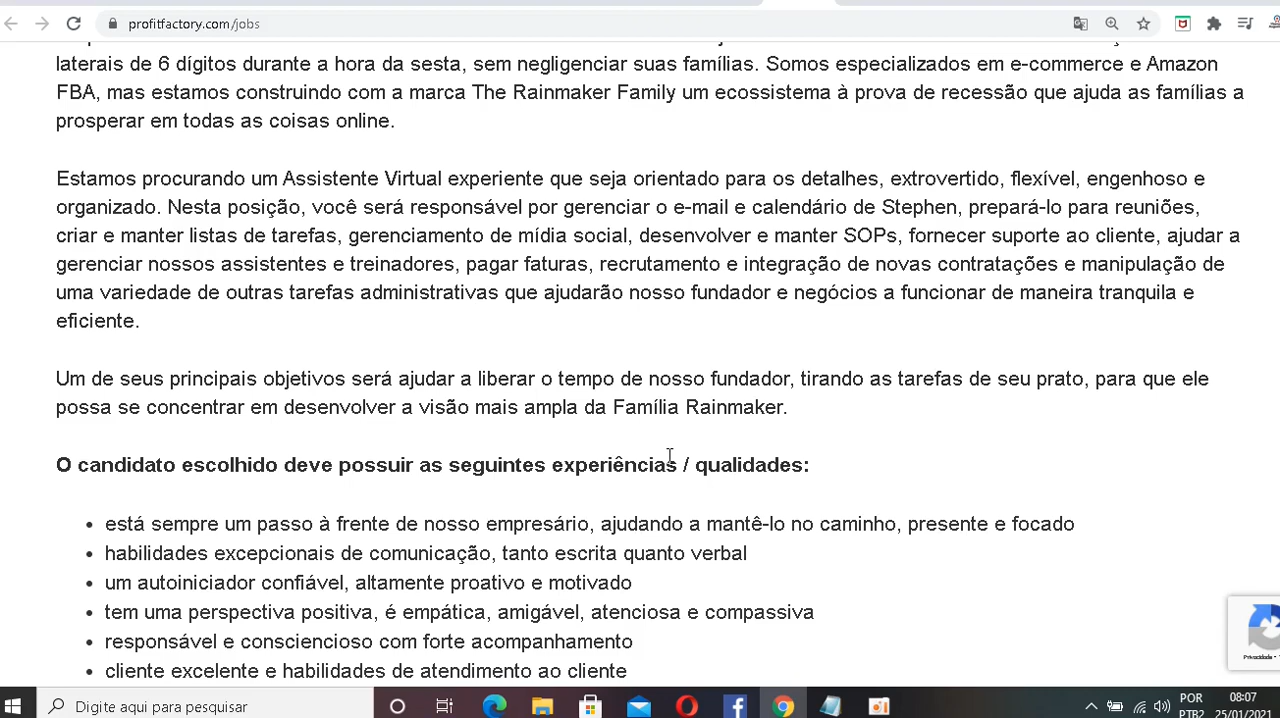 profitfactory.com/jobs
laterais de 6 dígitos durante a hora da sesta, sem negligenciar suas famílias. Somos especializados em e-commerce e Amazon
FBA, mas estamos construindo com a marca The Rainmaker Family um ecossistema à prova de recessão que ajuda as famílias a
prosperar em todas as coisas online.
Estamos procurando um Assistente Virtual experiente que seja orientado para os detalhes, extrovertido, flexível, engenhoso e
organizado. Nesta posição, você será responsável por gerenciar o e-mail e calendário de Stephen, prepará-lo para reuniões,
criar e manter listas de tarefas, gerenciamento de mídia social, desenvolver e manter SOPs, fornecer suporte ao cliente, ajudar a
gerenciar nossos assistentes e treinadores, pagar faturas, recrutamento e integração de novas contratações e manipulação de
uma variedade de outras tarefas administrativas que ajudarão nosso fundador e negócios a funcionar de maneira tranquila e
eficiente.
Um de seus principais objetivos será ajudar a liberar o tempo de nosso fundador, tirando as tarefas de seu prato, para que ele
possa se concentrar em desenvolver a visão mais ampla da Família Rainmaker.
O candidato escolhido deve possuir as seguintes experiências / qualidades:
• está sempre um passo à frente de nosso empresário, ajudando a mantê-lo no caminho, presente e focado
• habilidades excepcionais de comunicação, tanto escrita quanto verbal
• um autoiniciador confiável, altamente proativo e motivado
• tem uma perspectiva positiva, é empática, amigável, atenciosa e compassiva
• responsável e consciencioso com forte acompanhamento
• cliente excelente e habilidades de atendimento ao cliente
Privacidade
Digite aqui para pesquisar
POR
PTB2
08:07
25/01/2021